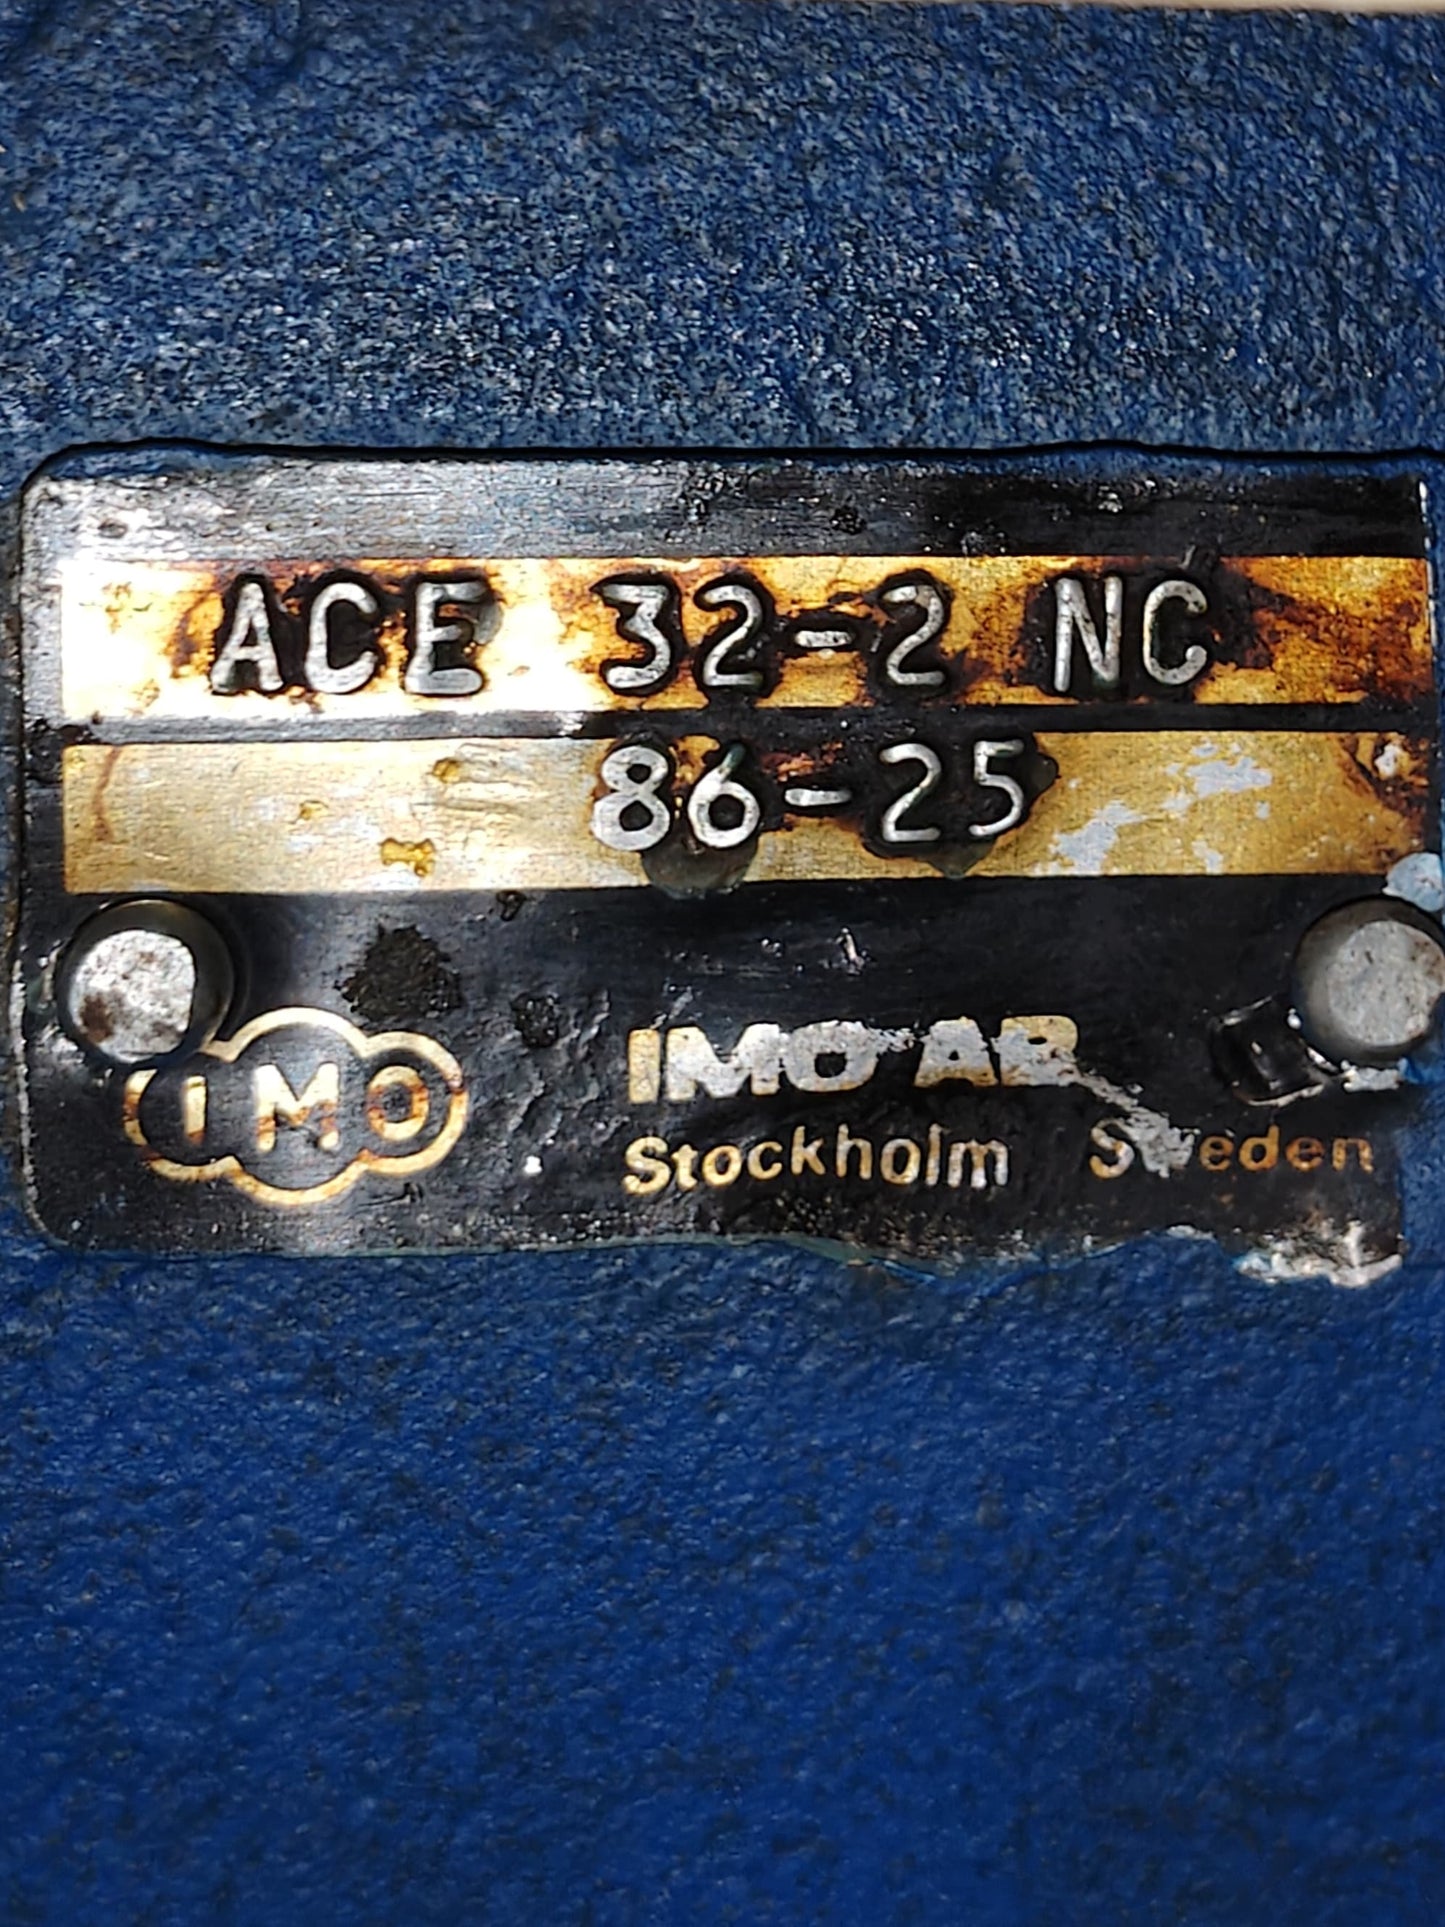 ACE 32-2 NC
86-25
IMO
IMO AB
Stockholm Sweden